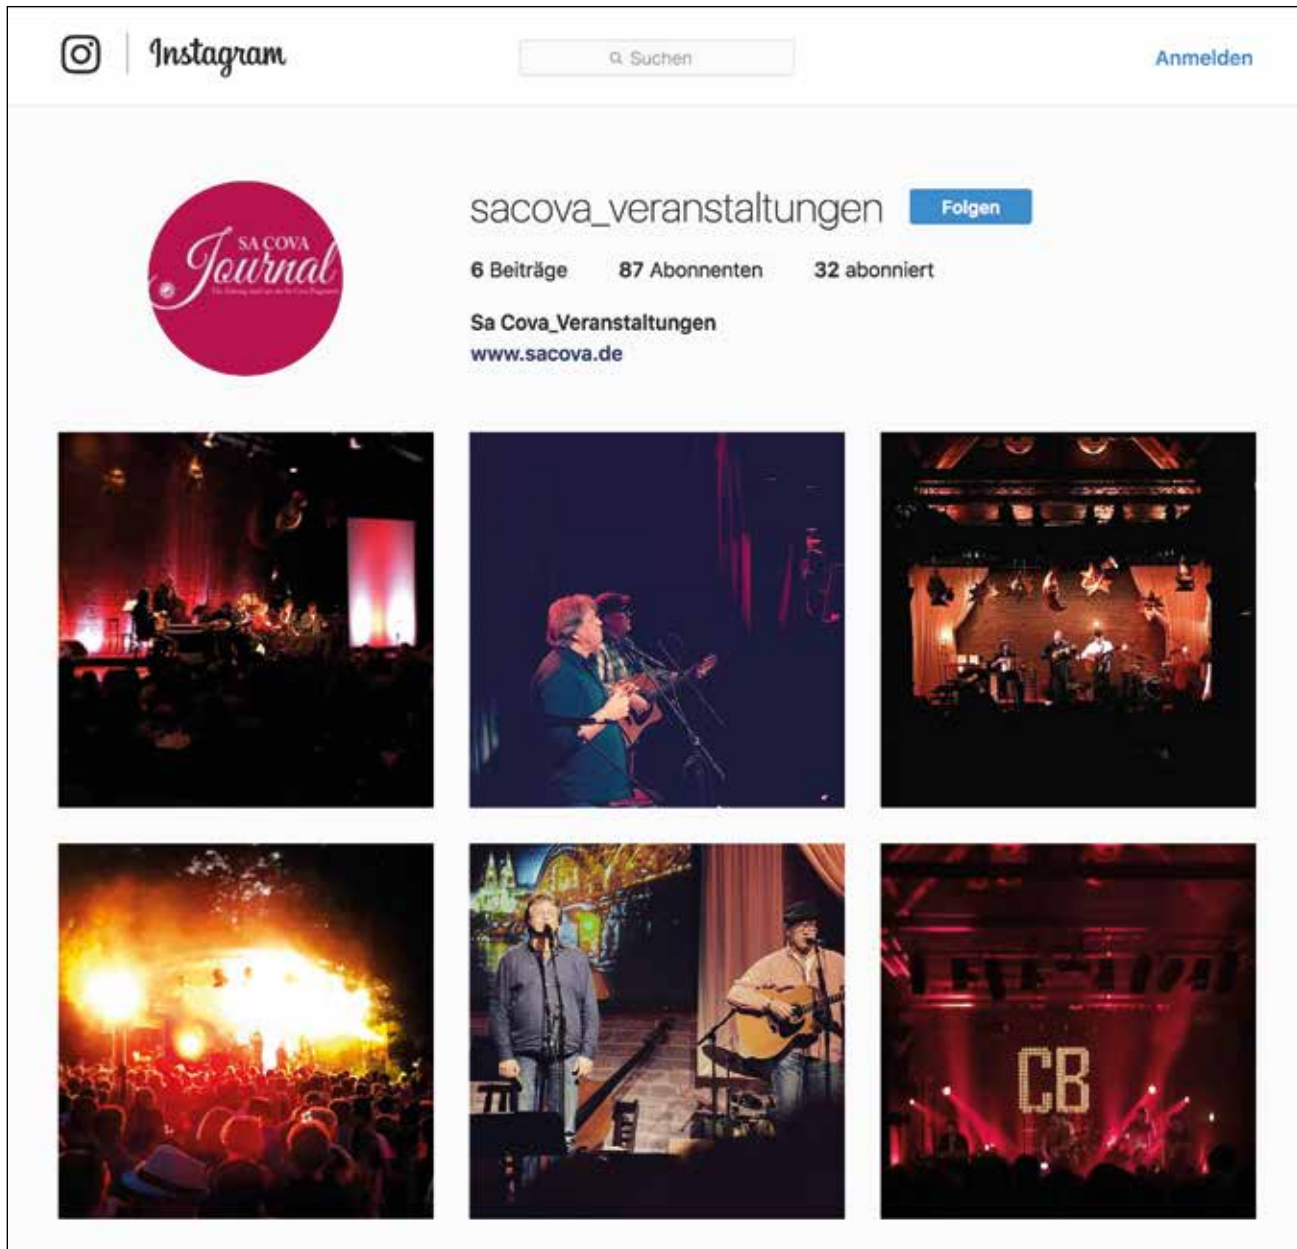 Instagram
Suchen
Anmelden
SA COVA
Journal
sacova_veranstaltungen
Folgen
6 Beiträge 87 Abonnenten 32 abonniert
Sa Cova_Veranstaltungen
www.sacova.de
CB